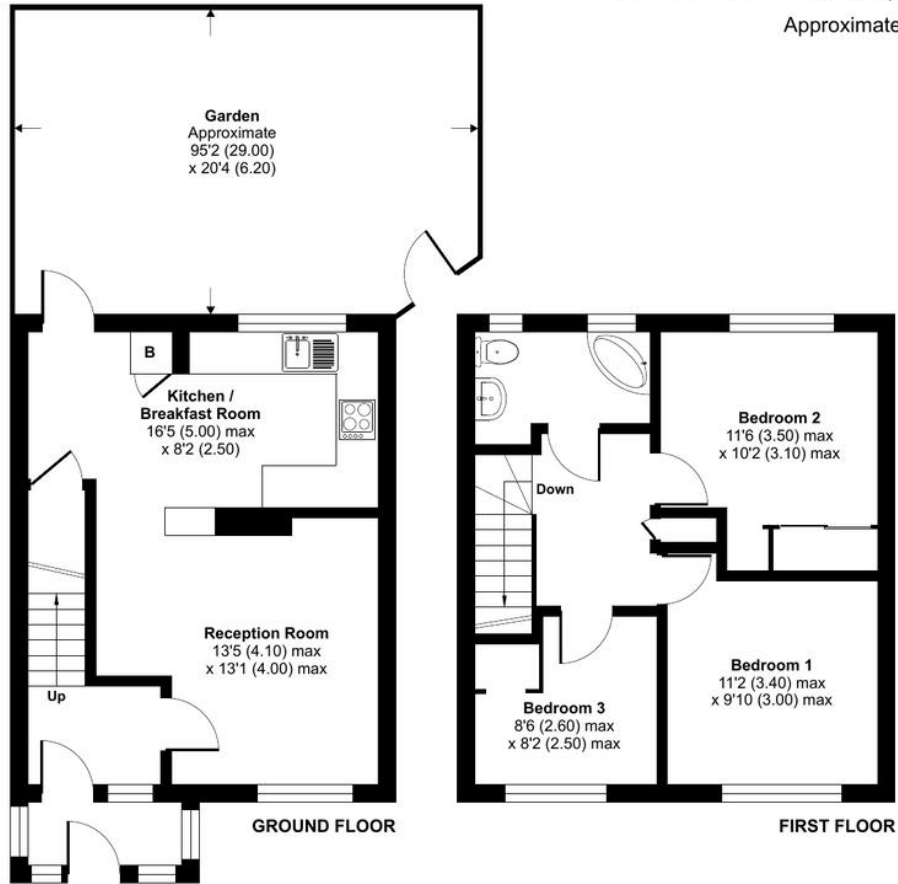 Approximate
Garden
Approximate
95'2 (29.00)
x 20'4 (6.20)
B
Kitchen /
Breakfast Room
16'5 (5.00) max
x 8'2 (2.50)
Up
Reception Room
13'5 (4.10) max
x 13'1 (4.00) max
GROUND FLOOR
Bedroom 2
11'6 (3.50) max
x 10'2 (3.10) max
Down
Bedroom 1
11'2 (3.40) max
x 9'10 (3.00) max
Bedroom 3
8'6 (2.60) max
x 8'2 (2.50) max
FIRST FLOOR